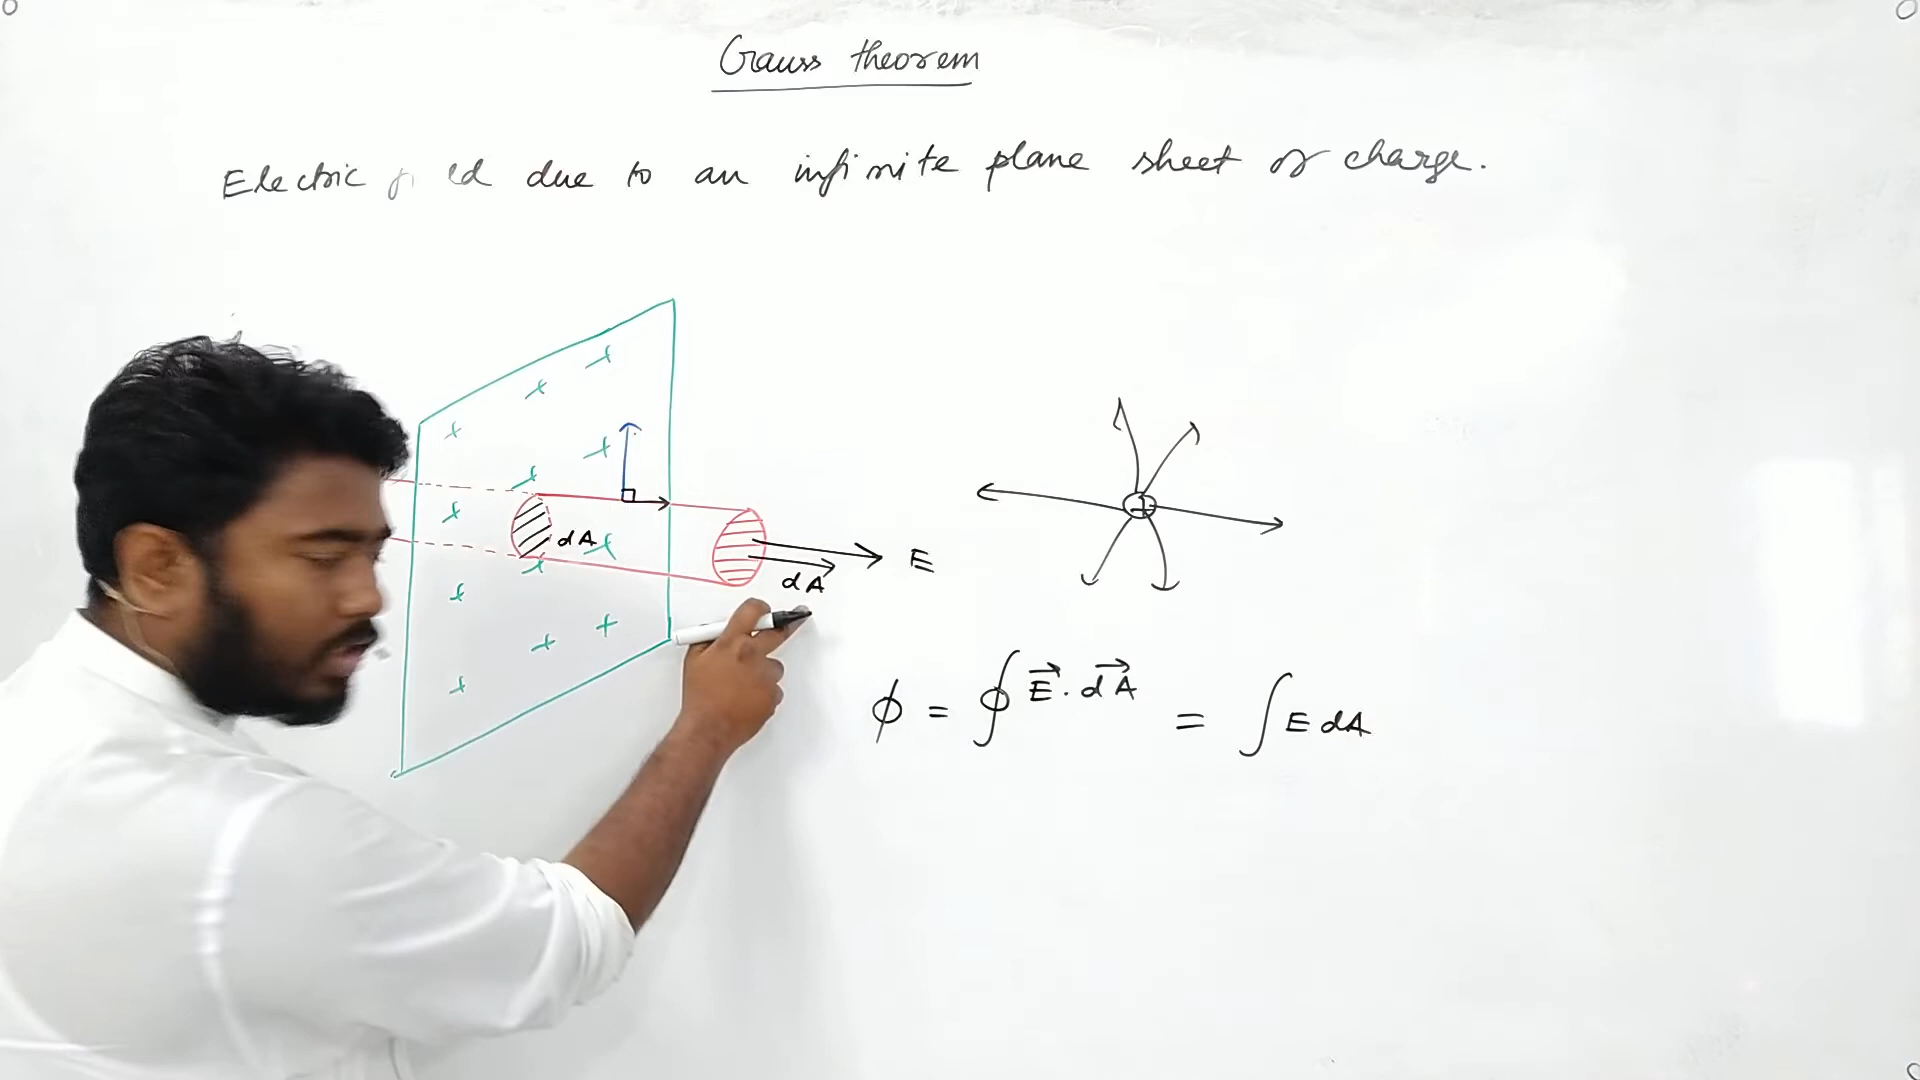 Gauss theorem
Electric field due to an infinite plane sheet of charge.
dA
E
dA
ϕ = ∮ E⃗ . dA⃗ = ∫ E dA